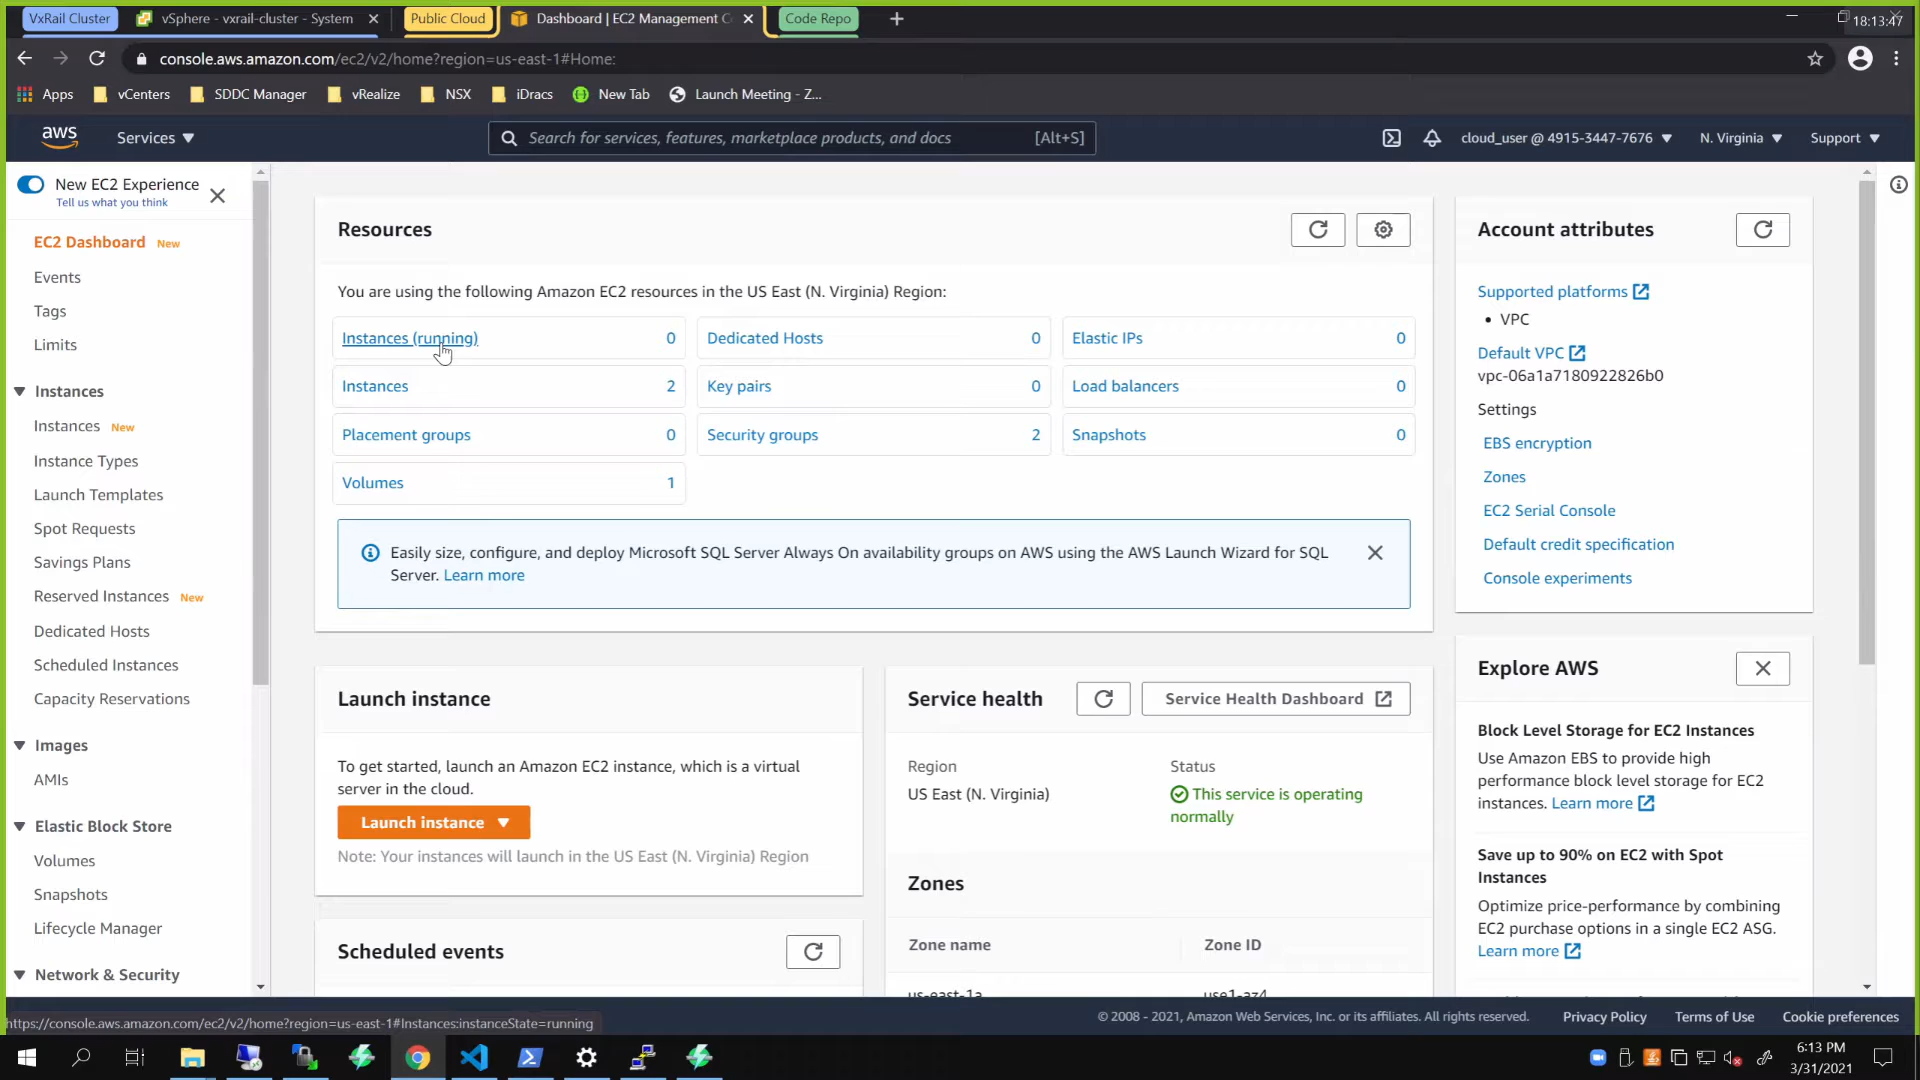 VxRail Cluster
vSphere - vxrail-cluster - System
Public Cloud
Dashboard | EC2 Management C
Code Repo
18:13:47
console.aws.amazon.com/ec2/v2/home?region=us-east-1#Home:
Apps
vCenters
SDDC Manager
vRealize
NSX
iDracs
New Tab
Launch Meeting - Z...
aws
Services
Search for services, features, marketplace products, and docs
[Alt+S]
cloud_user @ 4915-3447-7676
N. Virginia
Support
New EC2 Experience
Tell us what you think
EC2 Dashboard New
Events
Tags
Limits
Instances
Instances New
Instance Types
Launch Templates
Spot Requests
Savings Plans
Reserved Instances New
Dedicated Hosts
Scheduled Instances
Capacity Reservations
Images
AMIs
Elastic Block Store
Volumes
Snapshots
Lifecycle Manager
Network & Security
Resources
You are using the following Amazon EC2 resources in the US East (N. Virginia) Region:
Instances (running) 0
Dedicated Hosts 0
Elastic IPs 0
Instances 2
Key pairs 0
Load balancers 0
Placement groups 0
Security groups 2
Snapshots 0
Volumes 1
Easily size, configure, and deploy Microsoft SQL Server Always On availability groups on AWS using the AWS Launch Wizard for SQL
Server. Learn more
Launch instance
To get started, launch an Amazon EC2 instance, which is a virtual
server in the cloud.
Launch instance
Note: Your instances will launch in the US East (N. Virginia) Region
Scheduled events
Service health
Service Health Dashboard
Region
US East (N. Virginia)
Status
This service is operating
normally
Zones
Zone name
Zone ID
us-east-1a
use1-az4
Account attributes
Supported platforms
• VPC
Default VPC
vpc-06a1a7180922826b0
Settings
EBS encryption
Zones
EC2 Serial Console
Default credit specification
Console experiments
Explore AWS
Block Level Storage for EC2 Instances
Use Amazon EBS to provide high
performance block level storage for EC2
instances. Learn more
Save up to 90% on EC2 with Spot
Instances
Optimize price-performance by combining
EC2 purchase options in a single EC2 ASG.
Learn more
https://console.aws.amazon.com/ec2/v2/home?region=us-east-1#Instances:instanceState=running
© 2008 - 2021, Amazon Web Services, Inc. or its affiliates. All rights reserved.
Privacy Policy
Terms of Use
Cookie preferences
6:13 PM
3/31/2021